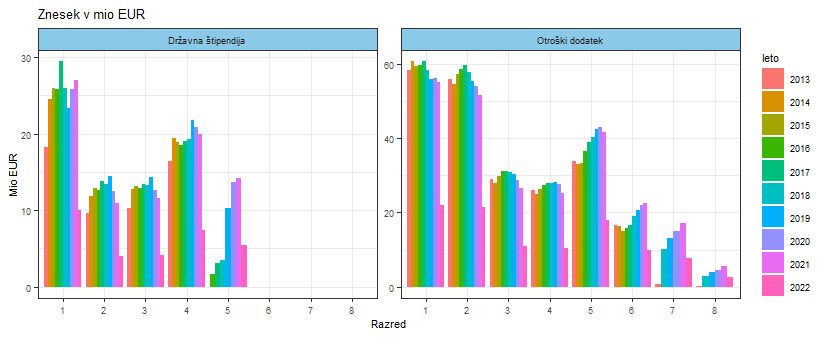 Znesek v mio EUR
Državna štipendija
Otroški dodatek
Mio EUR
30
20
10
0
60
40
20
0
1 2 3 4 5 6 7 8
1 2 3 4 5 6 7 8
Razred
leto
2013
2014
2015
2016
2017
2018
2019
2020
2021
2022